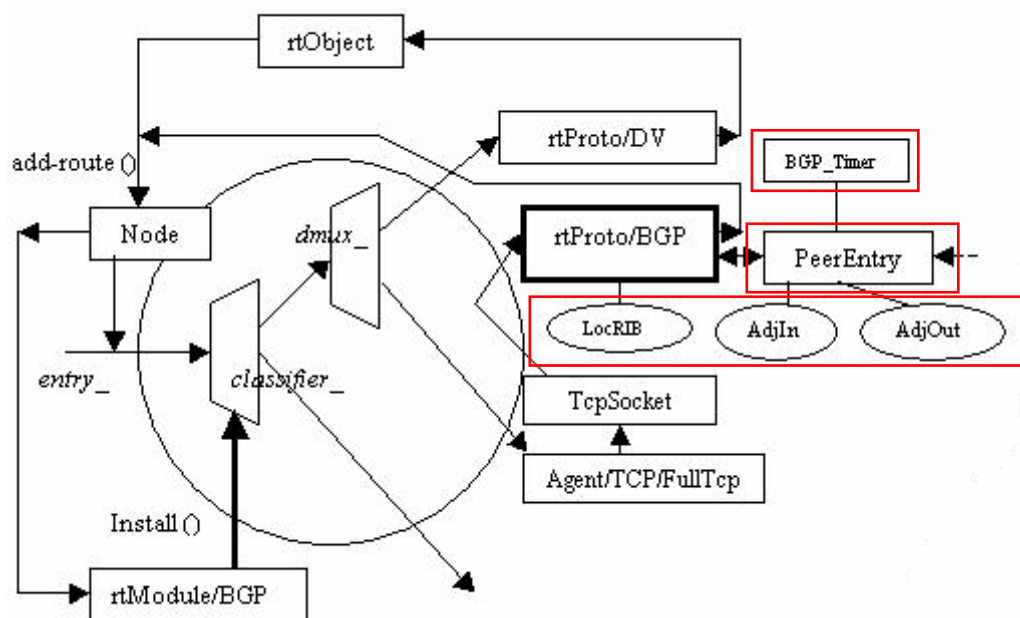 rtObject
rtProto/DV
BGP_Timer
add-route ()
Node
dmux_
rtProto/BGP
PeerEntry
LocRIB
AdjIn
AdjOut
entry_
classifier_
TcpSocket
Agent/TCP/FullTcp
Install ()
rtModule/BGP